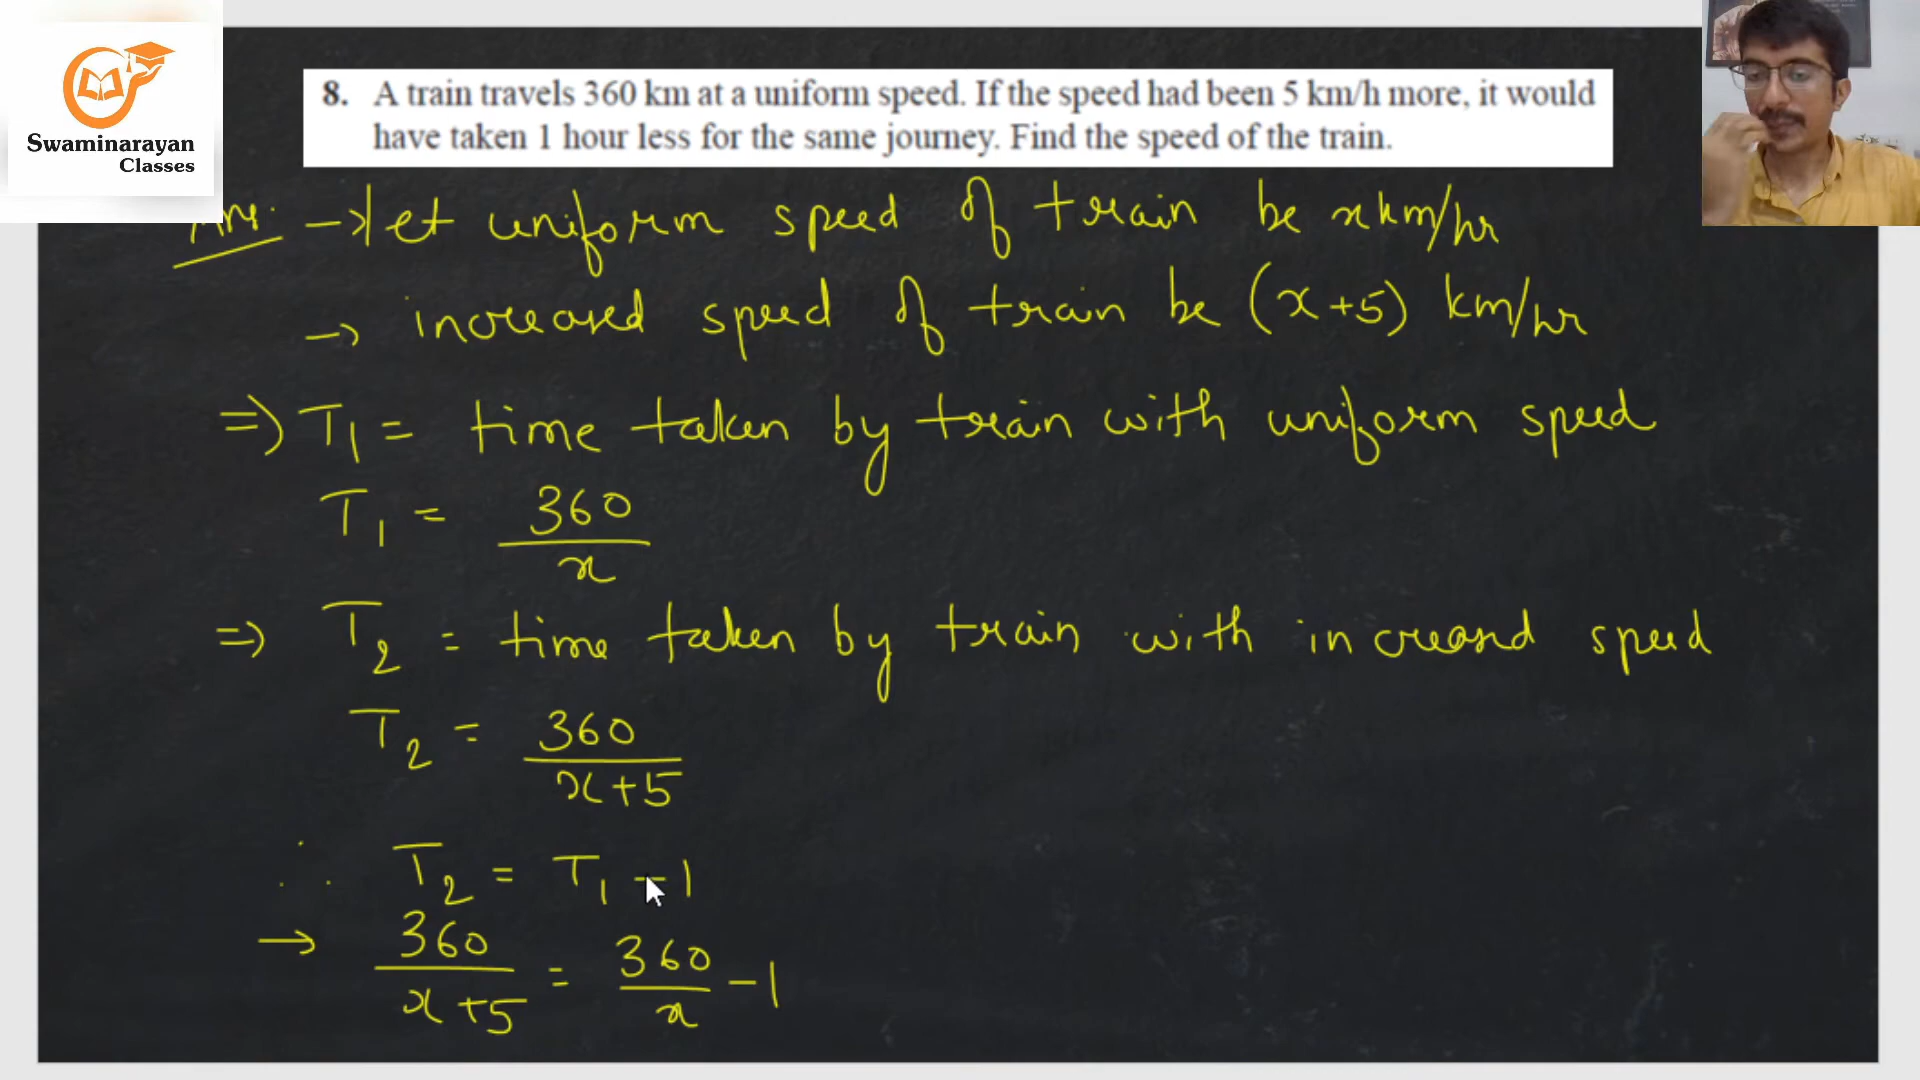 Swaminarayan
Classes
8. A train travels 360 km at a uniform speed. If the speed had been 5 km/h more, it would
have taken 1 hour less for the same journey. Find the speed of the train.
Ans. → Let uniform speed of train be x km/hr
→ increased speed of train be (x+5) km/hr
⇒ T₁ = time taken by train with uniform speed
T₁ = 360/x
⇒ T₂ = time taken by train with increased speed
T₂ = 360/(x+5)
∴ T₂ = T₁ - 1
→ 360/(x+5) = 360/x - 1